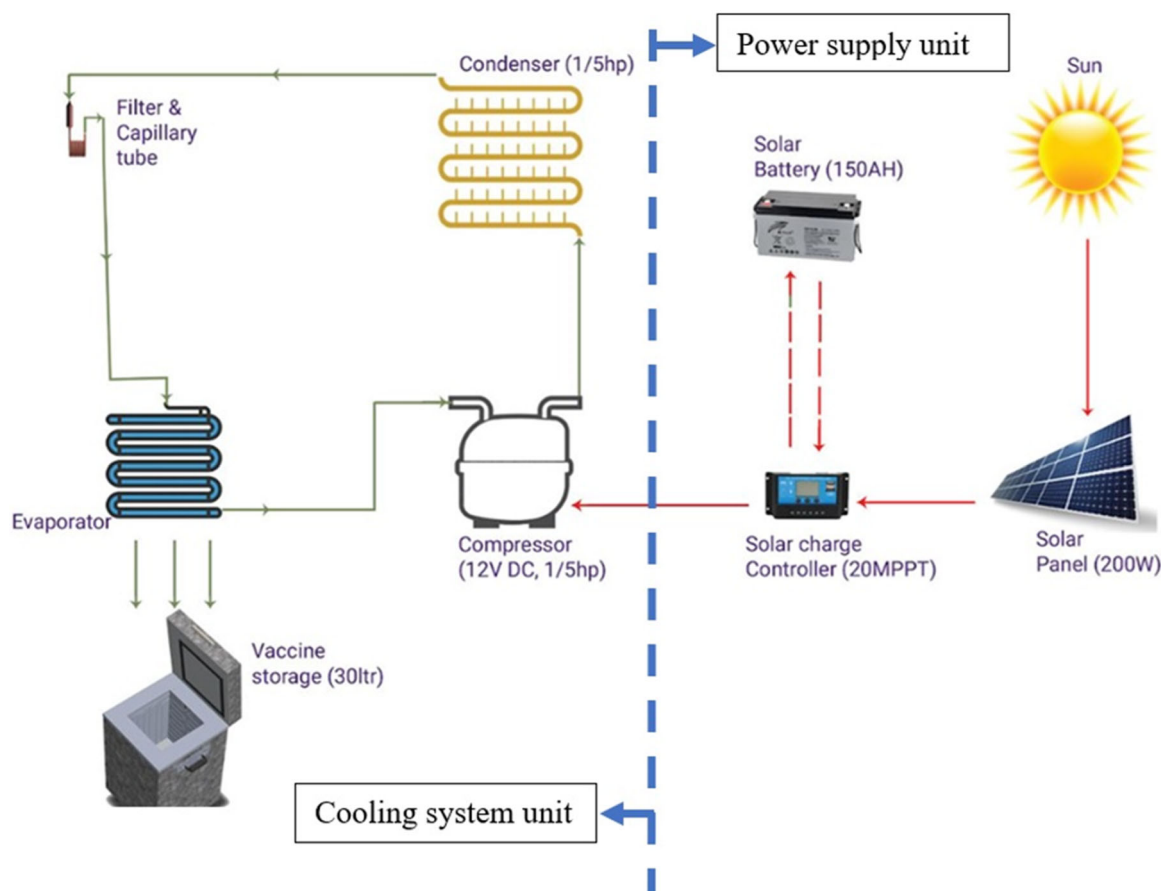 Power supply unit
Condenser (1/5hp)
Sun
Filter &
Capillary
tube
Solar
Battery (150AH)
Evaporator
Compressor
(12V DC, 1/5hp)
Solar charge
Controller (20MPPT)
Solar
Panel (200W)
Vaccine
storage (30ltr)
Cooling system unit